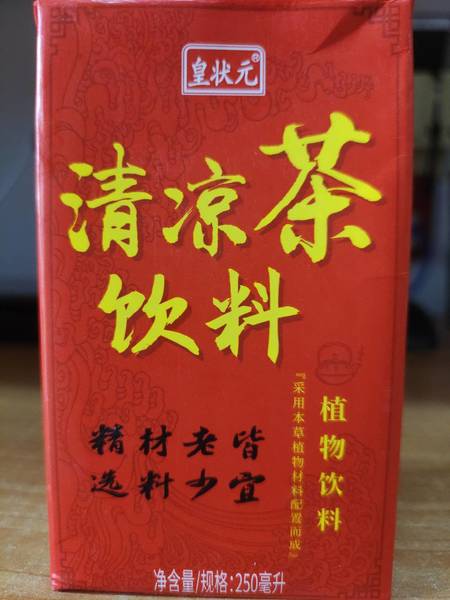 皇状元®
清凉茶
饮料
精选
材料
老少
皆宜
植物饮料
『采用本草植物材料配置而成』
净含量/规格:250毫升